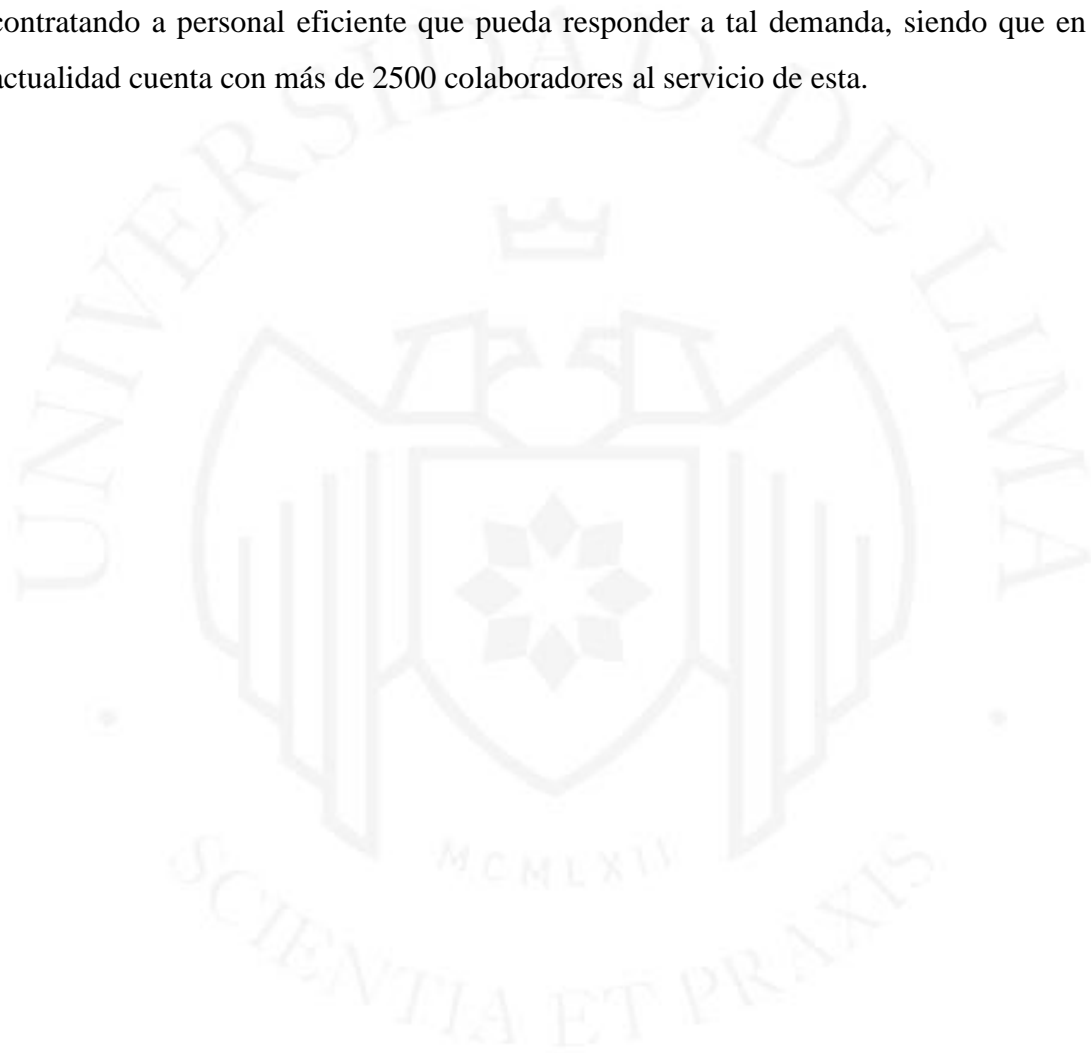 contratando a personal eficiente que pueda responder a tal demanda, siendo que en
actualidad cuenta con más de 2500 colaboradores al servicio de esta.
UNIVERSIDAD DE LIMA
MCMLXII
SCIENTIA ET PRAXIS